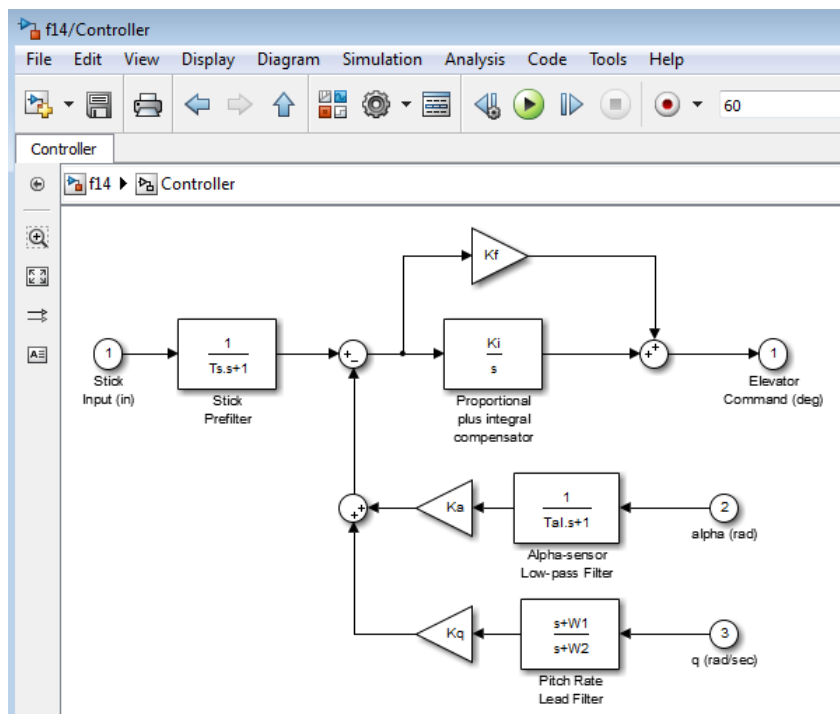 f14/Controller
File Edit View Display Diagram Simulation Analysis Code Tools Help
60
Controller
f14 Controller
Kf
1
Stick
Input (in)
1
Ts.s+1
Stick
Prefilter
+
−
Ki
s
Proportional
plus integral
compensator
+
+
1
Elevator
Command (deg)
+
+
Ka
1
Tal.s+1
Alpha-sensor
Low-pass Filter
2
alpha (rad)
Kq
s+W1
s+W2
Pitch Rate
Lead Filter
3
q (rad/sec)